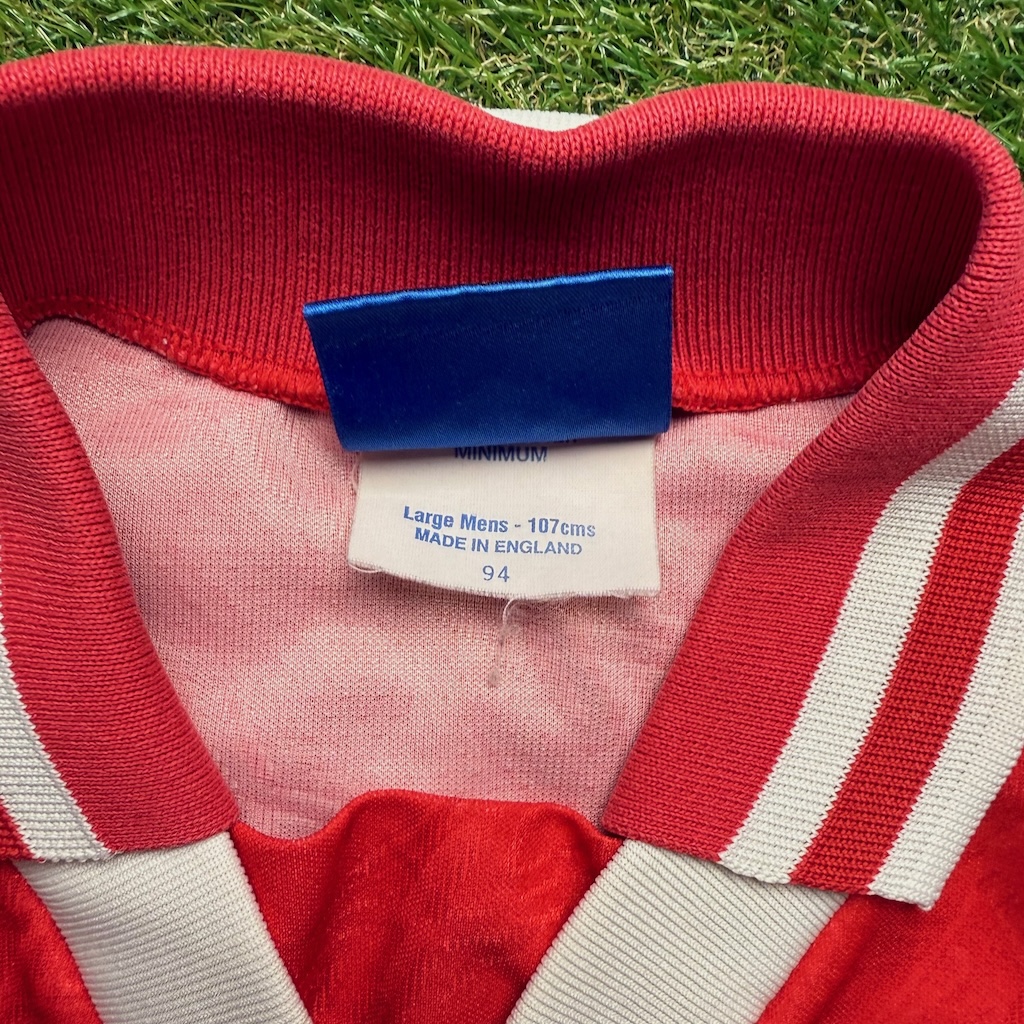 MINIMUM
Large Mens - 107cms
MADE IN ENGLAND
94